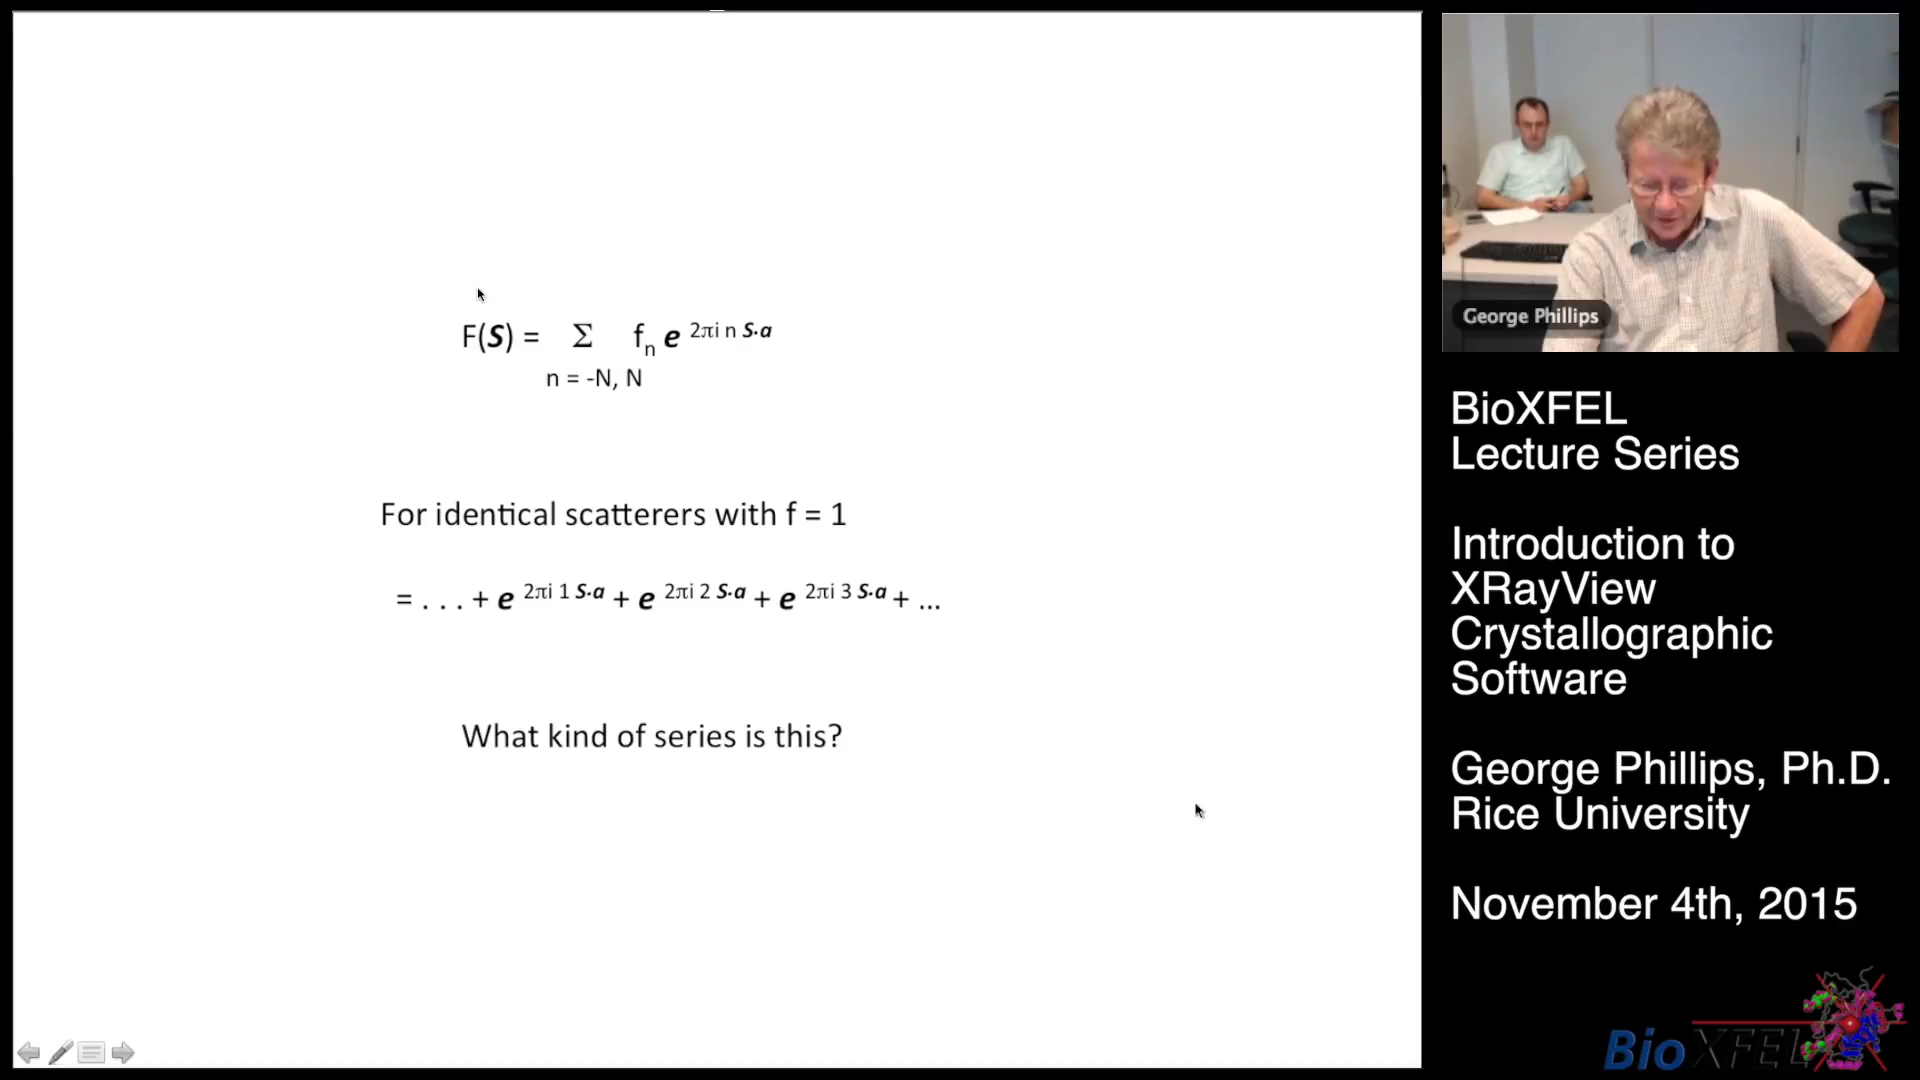 F(S) = Σ fn e 2πi n S·a
n = -N, N
For identical scatterers with f = 1
= . . . + e 2πi 1 S·a + e 2πi 2 S·a + e 2πi 3 S·a + ...
What kind of series is this?
George Phillips
BioXFEL
Lecture Series
Introduction to
XRayView
Crystallographic
Software
George Phillips, Ph.D.
Rice University
November 4th, 2015
BioXFEL